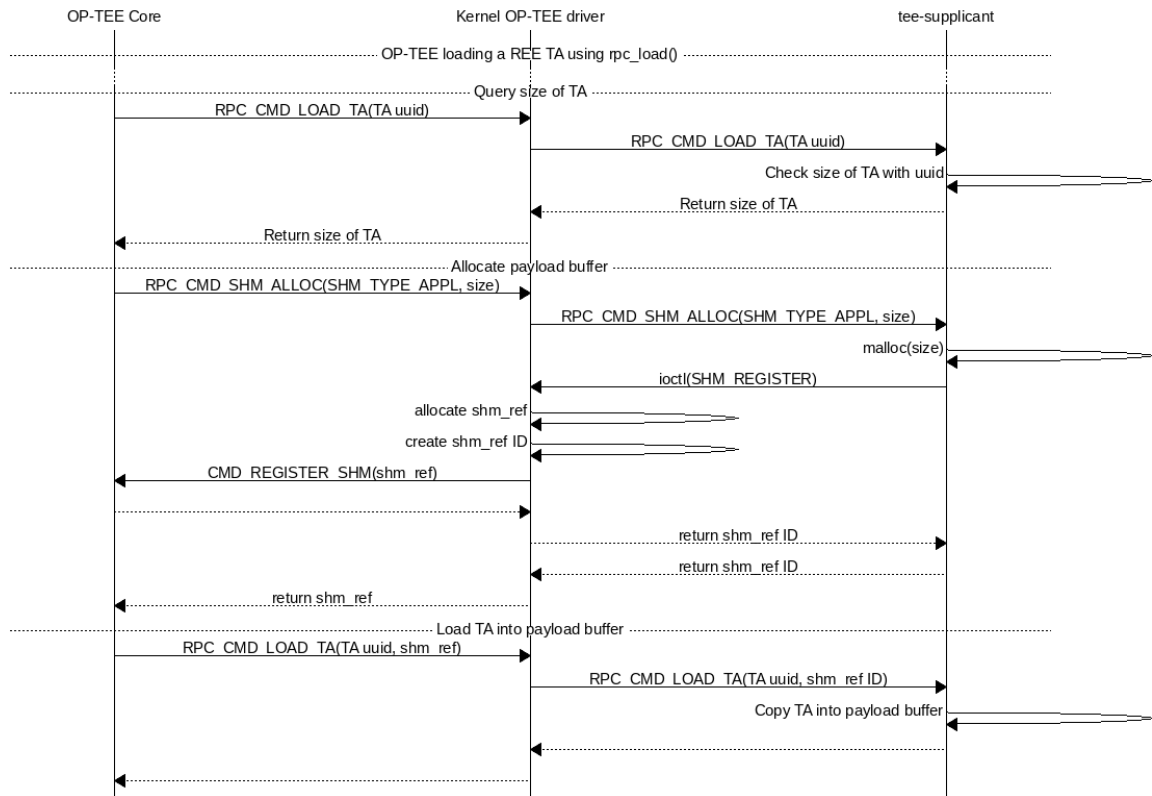 OP-TEE Core
Kernel OP-TEE driver
tee-supplicant
OP-TEE loading a REE TA using rpc_load()
Query size of TA
RPC_CMD_LOAD_TA(TA uuid)
RPC_CMD_LOAD_TA(TA uuid)
Check size of TA with uuid
Return size of TA
Return size of TA
Allocate payload buffer
RPC_CMD_SHM_ALLOC(SHM_TYPE_APPL, size)
RPC_CMD_SHM_ALLOC(SHM_TYPE_APPL, size)
malloc(size)
ioctl(SHM_REGISTER)
allocate shm_ref
create shm_ref ID
CMD_REGISTER_SHM(shm_ref)
return shm_ref ID
return shm_ref ID
return shm_ref
Load TA into payload buffer
RPC_CMD_LOAD_TA(TA uuid, shm_ref)
RPC_CMD_LOAD_TA(TA uuid, shm_ref ID)
Copy TA into payload buffer